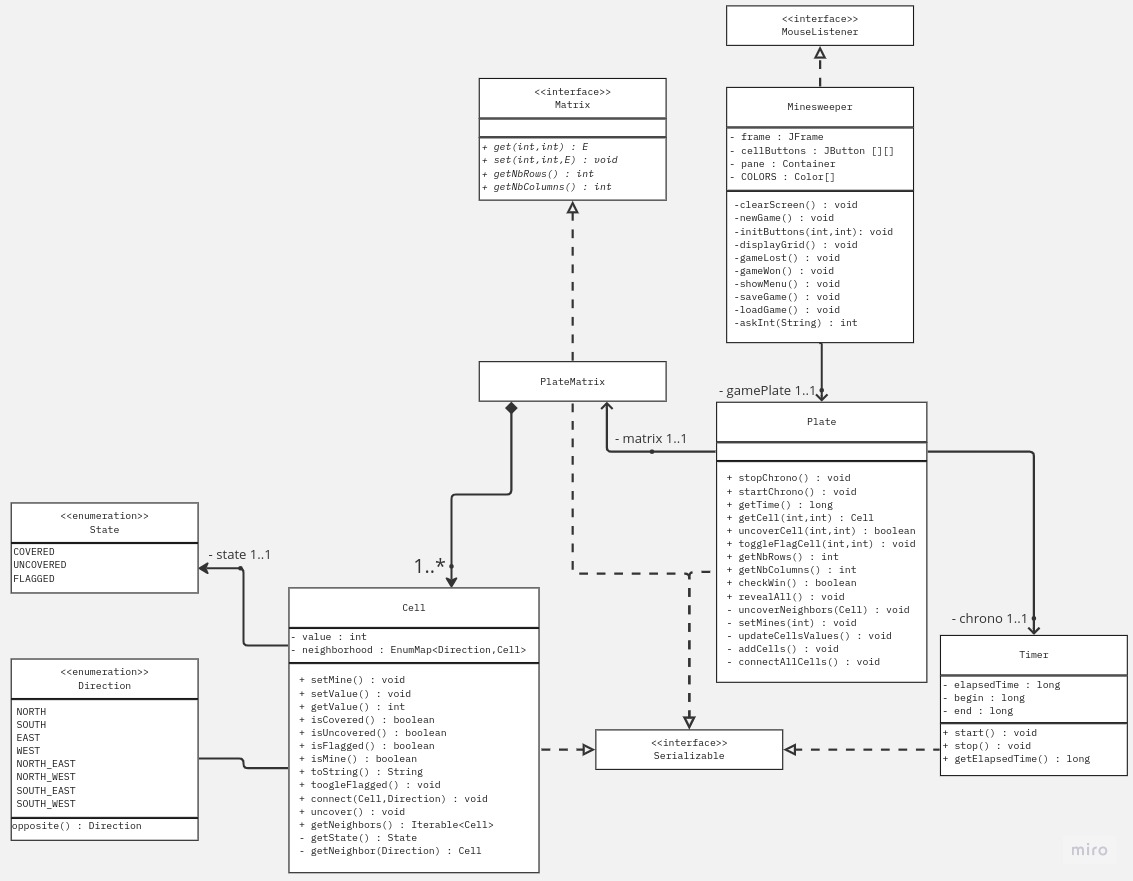 <<interface>>
MouseListener
<<interface>>
Matrix
+ get(int,int) : E
+ set(int,int,E) : void
+ getNbRows() : int
+ getNbColumns() : int
Minesweeper
- frame : JFrame
- cellButtons : JButton [][]
- pane : Container
- COLORS : Color[]
-clearScreen() : void
-newGame() : void
-initButtons(int,int): void
-displayGrid() : void
-gameLost() : void
-gameWon() : void
-showMenu() : void
-saveGame() : void
-loadGame() : void
-askInt(String) : int
PlateMatrix
- gamePlate 1..1
Plate
- matrix 1..1
+ stopChrono() : void
+ startChrono() : void
+ getTime() : long
+ getCell(int,int) : Cell
+ uncoverCell(int,int) : boolean
+ toggleFlagCell(int,int) : void
+ getNbRows() : int
+ getNbColumns() : int
+ checkWin() : boolean
+ revealAll() : void
- uncoverNeighbors(Cell) : void
- setMines(int) : void
- updateCellsValues() : void
- addCells() : void
- connectAllCells() : void
<<enumeration>>
State
COVERED
UNCOVERED
FLAGGED
- state 1..1
1..*
Cell
- value : int
- neighborhood : EnumMap<Direction,Cell>
+ setMine() : void
+ setValue() : void
+ getValue() : int
+ isCovered() : boolean
+ isUncovered() : boolean
+ isFlagged() : boolean
+ isMine() : boolean
+ toString() : String
+ toogleFlagged() : void
+ connect(Cell,Direction) : void
+ uncover() : void
+ getNeighbors() : Iterable<Cell>
- getState() : State
- getNeighbor(Direction) : Cell
<<enumeration>>
Direction
NORTH
SOUTH
EAST
WEST
NORTH_EAST
NORTH_WEST
SOUTH_EAST
SOUTH_WEST
opposite() : Direction
<<interface>>
Serializable
- chrono 1..1
Timer
- elapsedTime : long
- begin : long
- end : long
+ start() : void
+ stop() : void
+ getElapsedTime() : long
miro